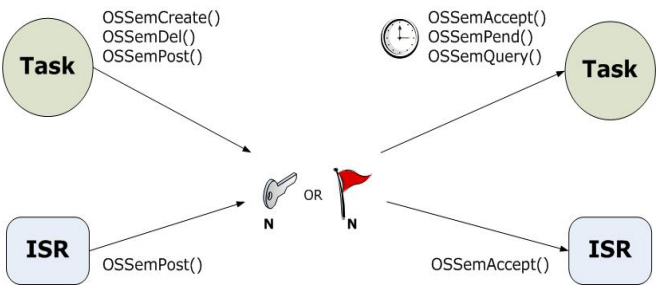 OSSemCreate()
OSSemDel()
OSSemPost()
Task
OSSemAccept()
OSSemPend()
OSSemQuery()
Task
OR
N
N
ISR
OSSemPost()
OSSemAccept()
ISR